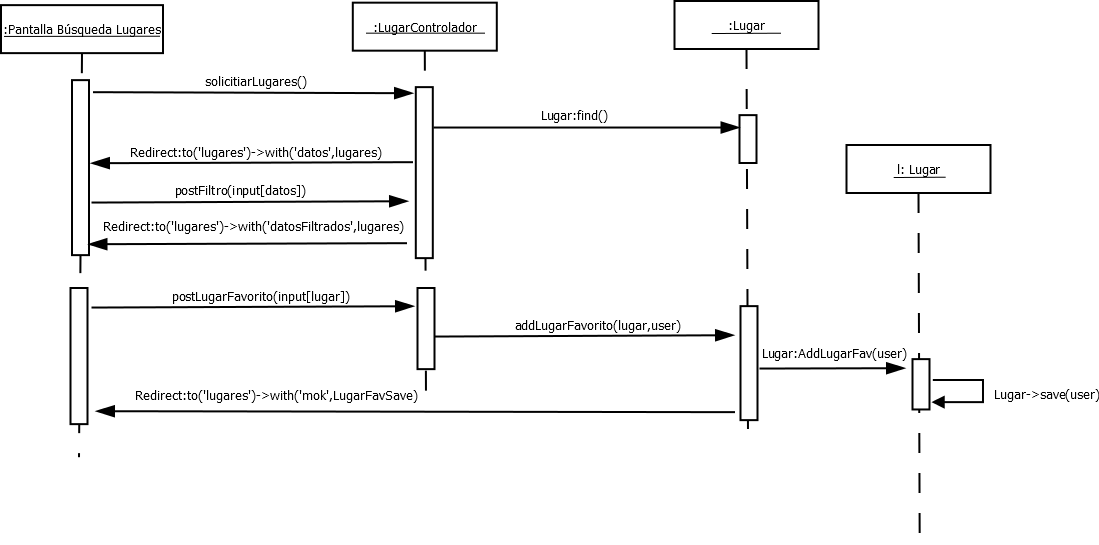 :Pantalla Búsqueda Lugares
:LugarControlador
:Lugar
solicitiarLugares()
Lugar:find()
Redirect:to('lugares')->with('datos',lugares)
l: Lugar
postFiltro(input[datos])
Redirect:to('lugares')->with('datosFiltrados',lugares)
postLugarFavorito(input[lugar])
addLugarFavorito(lugar,user)
Lugar:AddLugarFav(user)
Redirect:to('lugares')->with('mok',LugarFavSave)
Lugar->save(user)